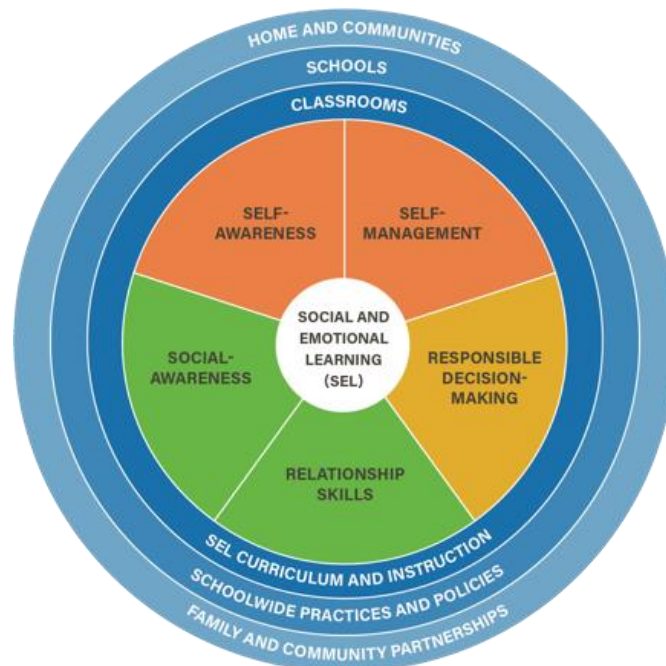 HOME AND COMMUNITIES
SCHOOLS
CLASSROOMS
SELF-
AWARENESS
SELF-
MANAGEMENT
SOCIAL AND
EMOTIONAL
LEARNING
(SEL)
SOCIAL-
AWARENESS
RESPONSIBLE
DECISION-
MAKING
RELATIONSHIP
SKILLS
SEL CURRICULUM AND INSTRUCTION
SCHOOLWIDE PRACTICES AND POLICIES
FAMILY AND COMMUNITY PARTNERSHIPS